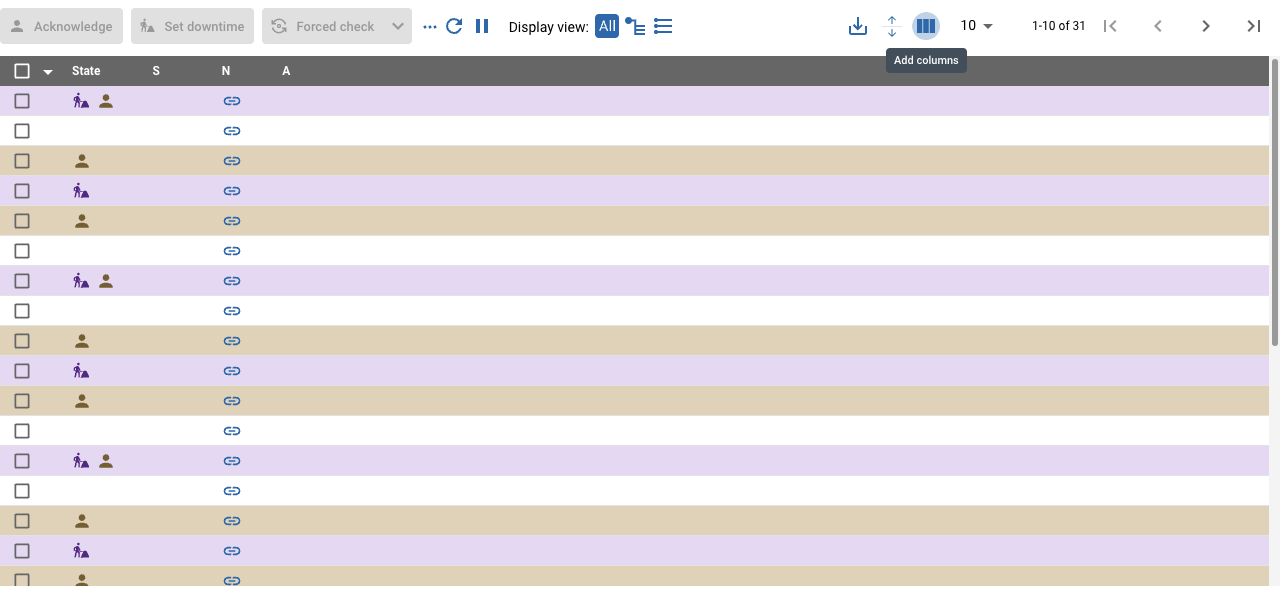 Acknowledge Set downtime Forced check Display view: All 10 1-10 of 31
Add columns
State S N A